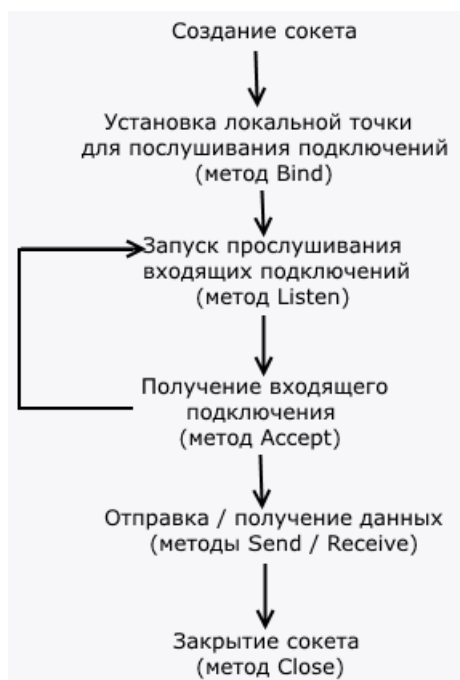 Создание сокета
Установка локальной точки
для послушивания подключений
(метод Bind)
Запуск прослушивания
входящих подключений
(метод Listen)
Получение входящего
подключения
(метод Accept)
Отправка / получение данных
(методы Send / Receive)
Закрытие сокета
(метод Close)